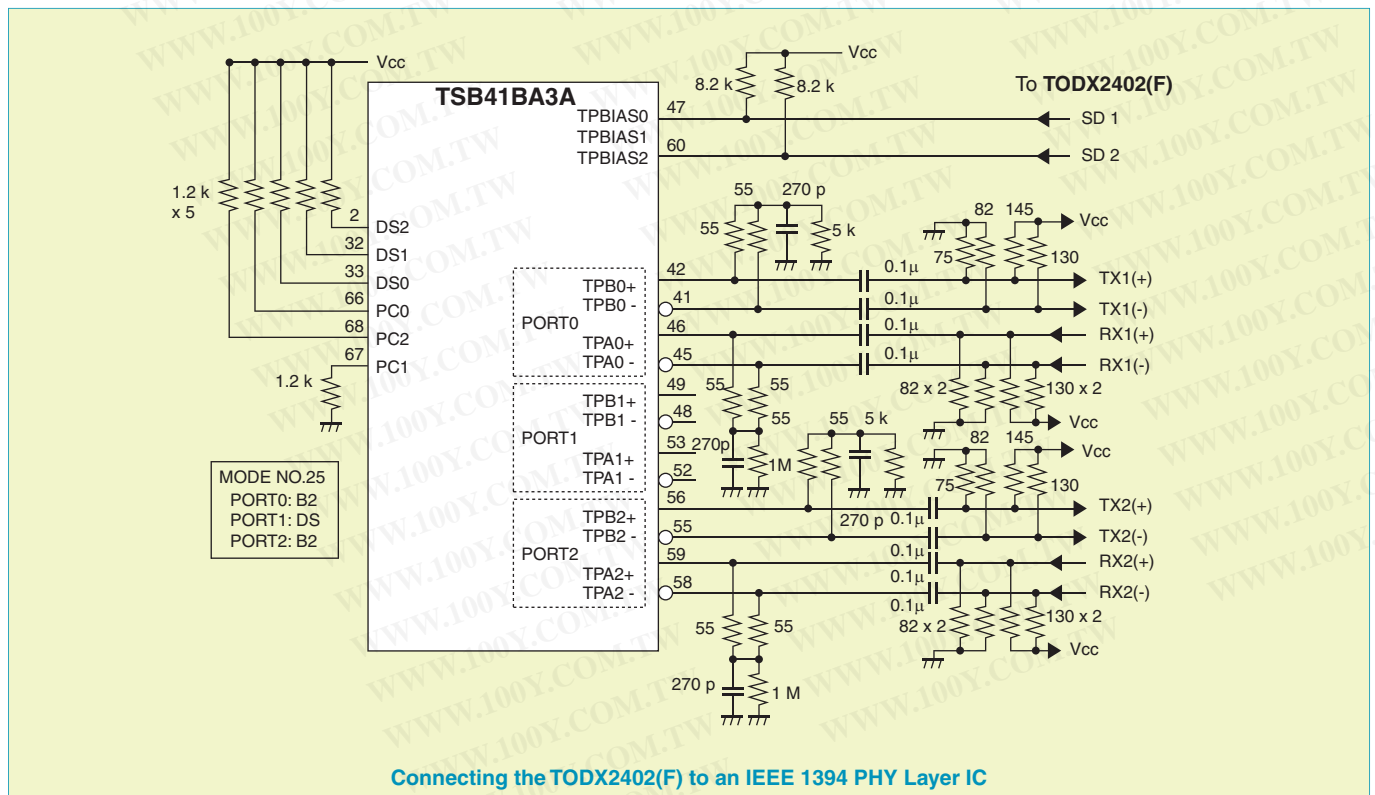 Vcc
TSB41BA3A
1.2 k
x 5
2
DS2
32
DS1
33
DS0
66
PC0
68
PC2
67
PC1
1.2 k
MODE NO.25
PORT0: B2
PORT1: DS
PORT2: B2
TPBIAS0
TPBIAS1
TPBIAS2
47
60
8.2 k
8.2 k
Vcc
To TODX2402(F)
SD 1
SD 2
PORT0
TPB0+
TPB0 -
TPA0+
TPA0 -
42
41
46
45
55
55
270 p
5 k
0.1µ
0.1µ
0.1µ
0.1µ
82
145
Vcc
75
130
TX1(+)
TX1(-)
RX1(+)
RX1(-)
82 x 2
130 x 2
Vcc
55
55
55
270p
1M
PORT1
TPB1+
TPB1 -
TPA1+
TPA1 -
49
48
53
52
55
5 k
270 p
82
145
Vcc
75
130
PORT2
TPB2+
TPB2 -
TPA2+
TPA2 -
56
55
59
58
0.1µ
0.1µ
0.1µ
0.1µ
TX2(+)
TX2(-)
RX2(+)
RX2(-)
82 x 2
130 x 2
Vcc
55
55
270 p
1 M
Connecting the TODX2402(F) to an IEEE 1394 PHY Layer IC
WWW.100Y.COM.TW